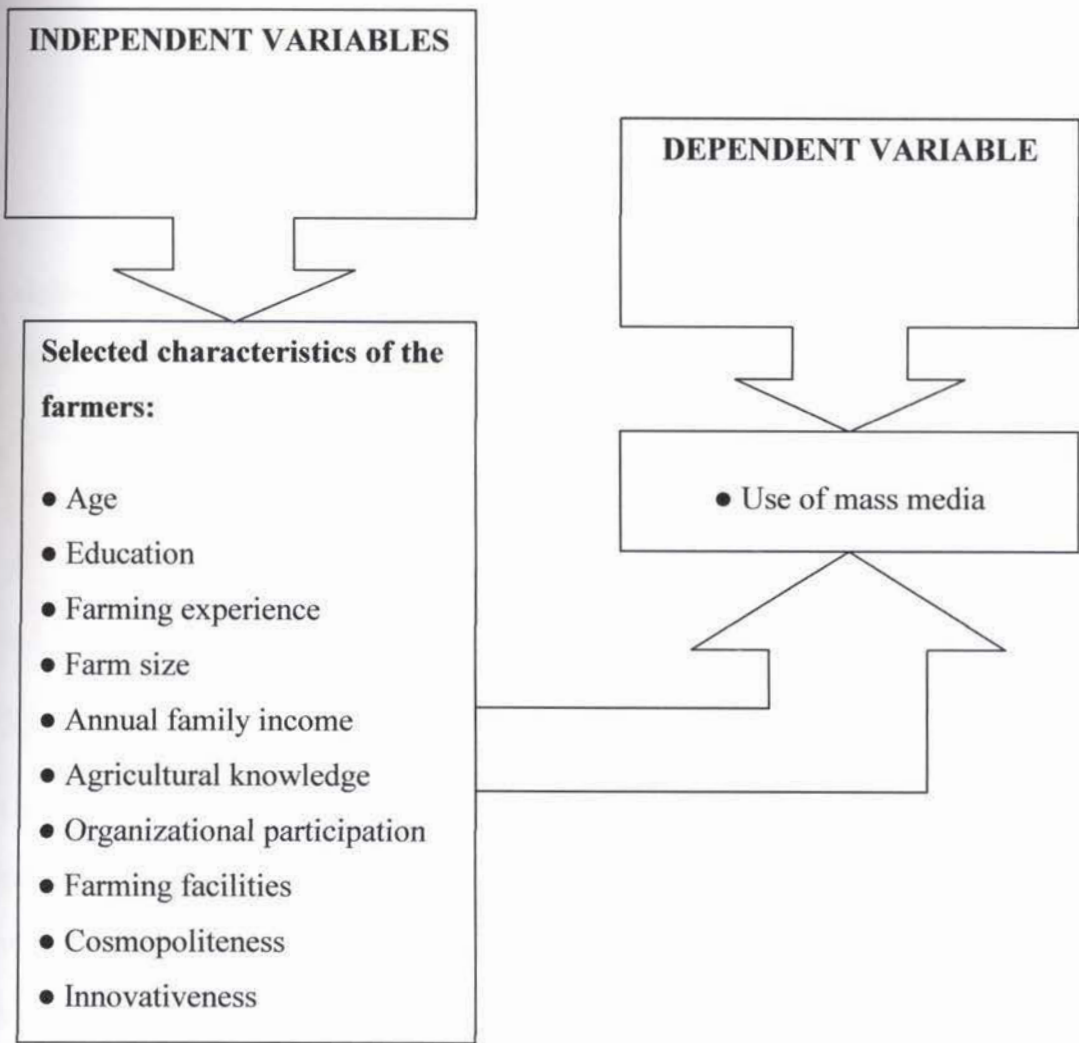 INDEPENDENT VARIABLES
DEPENDENT VARIABLE
Selected characteristics of the
farmers:
● Age
● Education
● Farming experience
● Farm size
● Annual family income
● Agricultural knowledge
● Organizational participation
● Farming facilities
● Cosmopoliteness
● Innovativeness
● Use of mass media